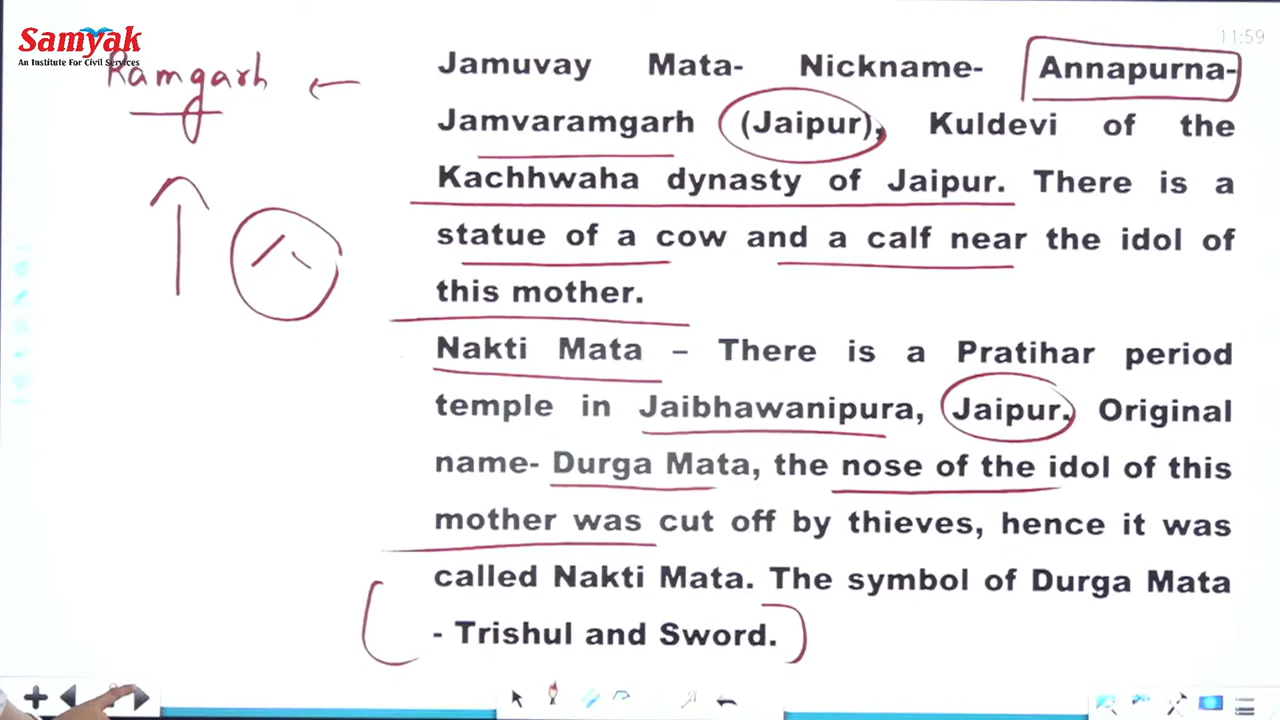 Samyak
An Institute For Civil Services
11:59
Ramgarh ←
Jamuvay Mata- Nickname- Annapurna-
Jamvaramgarh (Jaipur), Kuldevi of the
Kachhwaha dynasty of Jaipur. There is a
statue of a cow and a calf near the idol of
this mother.
Nakti Mata – There is a Pratihar period
temple in Jaibhawanipura, Jaipur. Original
name- Durga Mata, the nose of the idol of this
mother was cut off by thieves, hence it was
called Nakti Mata. The symbol of Durga Mata
- Trishul and Sword.